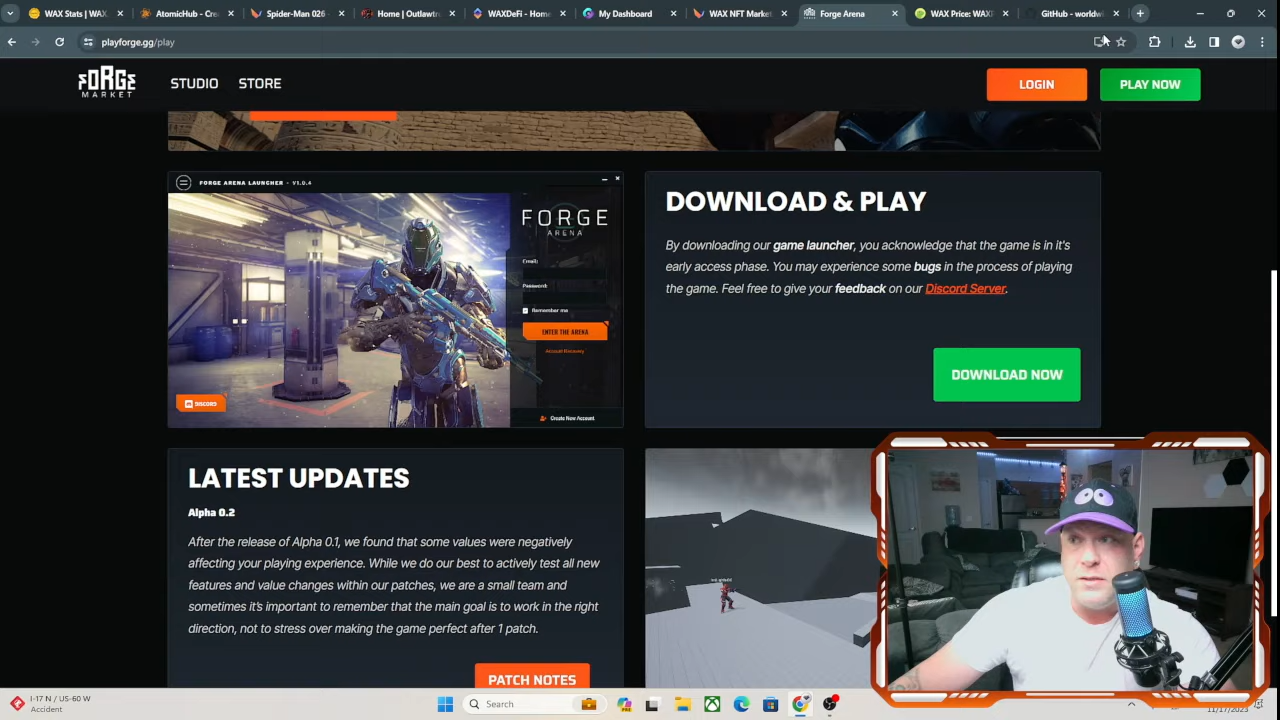 WAX Stats | WAX
AtomicHub - Cre
Spider-Man 026
Home | Outlawtro
WAXDeFi - Home
My Dashboard
WAX NFT Market
Forge Arena
WAX Price: WAXP
GitHub - worldwi
playforge.gg/play
FORGE
MARKET
STUDIO
STORE
LOGIN
PLAY NOW
FORGE ARENA LAUNCHER - V1.0.4
FORGE
ARENA
Email:
Password:
Remember me
ENTER THE ARENA
Account Recovery
DISCORD
Create New Account
DOWNLOAD & PLAY
By downloading our game launcher, you acknowledge that the game is in it's
early access phase. You may experience some bugs in the process of playing
the game. Feel free to give your feedback on our Discord Server.
DOWNLOAD NOW
LATEST UPDATES
Alpha 0.2
After the release of Alpha 0.1, we found that some values were negatively
affecting your playing experience. While we do our best to actively test all new
features and value changes within our patches, we are a small team and
sometimes it's important to remember that the main goal is to work in the right
direction, not to stress over making the game perfect after 1 patch.
PATCH NOTES
I-17 N / US-60 W
Accident
Search
11/17/2023